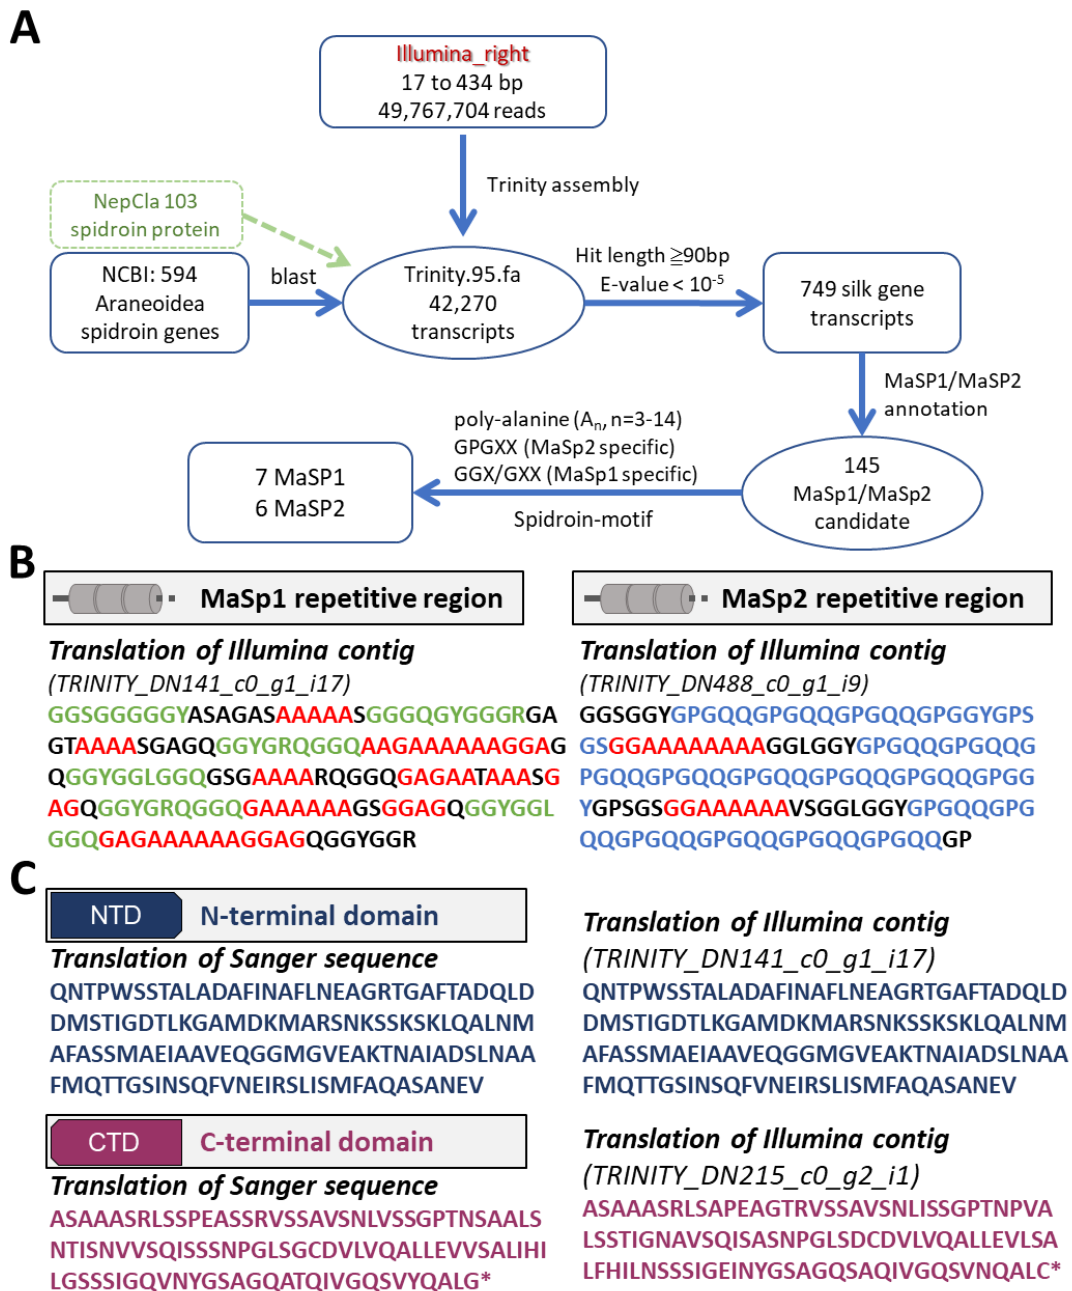 A
Illumina_right
17 to 434 bp
49,767,704 reads
Trinity assembly
NepCla 103
spidroin protein
NCBI: 594
Araneoidea
spidroin genes
blast
Trinity.95.fa
42,270
transcripts
Hit length ≧90bp
E-value < 10⁻⁵
749 silk gene
transcripts
MaSP1/MaSP2
annotation
145
MaSp1/MaSp2
candidate
poly-alanine (Aₙ, n=3-14)
GPGXX (MaSp2 specific)
GGX/GXX (MaSp1 specific)
Spidroin-motif
7 MaSP1
6 MaSP2
B
MaSp1 repetitive region
Translation of Illumina contig
(TRINITY_DN141_c0_g1_i17)
GGSGGGGYASAGASAAAAASGGGQGYGGGRGA
GTAAAASGAGQGGYGRQGGQAAGAAAAAAGGAG
QGGYGGLGGQGSGAAAARQGGQGAGAATAAASG
AGQGGYGRQGGQGAAAAAAGSGGAGQGGYGGL
GGQGAGAAAAAAGGAGQGGYGGR
MaSp2 repetitive region
Translation of Illumina contig
(TRINITY_DN488_c0_g1_i9)
GGSGGYGPGQQGPGQQGPGQQGPGGYGPS
GSGGAAAAAAAAGGLGGYGPGQQGPGQQG
PGQQGPGQQGPGQQGPGQQGPGQQGPGG
YGPSGSGGAAAAAAVSGGLGGYGPGQQGPG
QQGPGQQGPGQQGPGQQGPGQQGP
C
NTD
N-terminal domain
Translation of Sanger sequence
QNTPWSSTALADAFINAFLNEAGRTGAFTADQLD
DMSTIGDTLKGAMDKMARSNKSSKSKLQALNM
AFASSMAEIAAVEQGGMGVEAKTNAIADSLNAA
FMQTTGSINSQFVNEIRSLISMFAQASANEV
Translation of Illumina contig
(TRINITY_DN141_c0_g1_i17)
QNTPWSSTALADAFINAFLNEAGRTGAFTADQLD
DMSTIGDTLKGAMDKMARSNKSSKSKLQALNM
AFASSMAEIAAVEQGGMGVEAKTNAIADSLNAA
FMQTTGSINSQFVNEIRSLISMFAQASANEV
CTD
C-terminal domain
Translation of Sanger sequence
ASAAASRLSSPEASSRVSSAVSNLVSSGPTNSAALS
NTISNVVSQISSSNPGLSGCDVLVQALLEVVSALIHI
LGSSSIGQVNYGSAGQATQIVGQSVYQALG*
Translation of Illumina contig
(TRINITY_DN215_c0_g2_i1)
ASAAASRLSAPEAGTRVSSAVSNLISSGPTNPVA
LSSTIGNAVSQISASNPGLSDCDVLVQALLEVLSA
LFHILNSSSIGEINYGSAGQSAQIVGQSVNQALC*